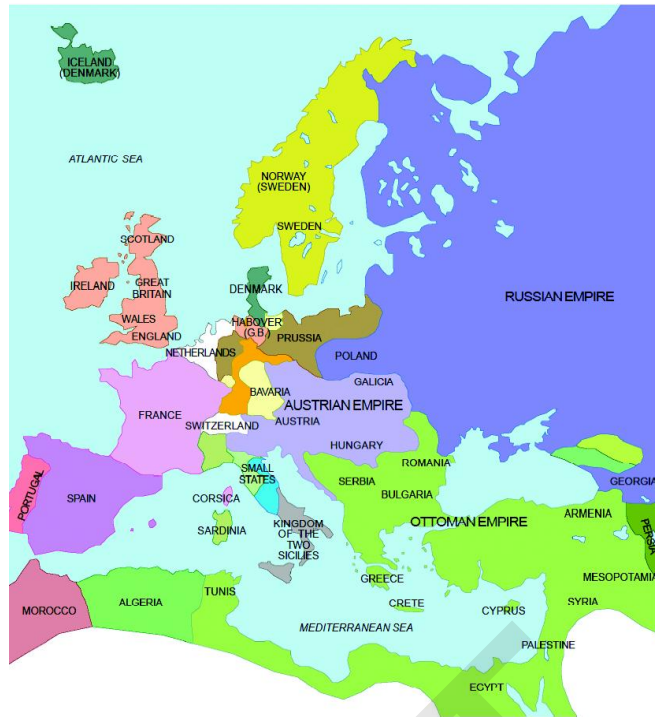 ICELAND
(DENMARK)
ATLANTIC SEA
NORWAY
(SWEDEN)
SWEDEN
SCOTLAND
IRELAND
GREAT
BRITAIN
WALES
ENGLAND
DENMARK
HABOVER
(G.B.)
NETHERLANDS
PRUSSIA
RUSSIAN EMPIRE
POLAND
GALICIA
BAVARIA
AUSTRIAN EMPIRE
FRANCE
SWITZERLAND
AUSTRIA
HUNGARY
ROMANIA
SMALL
STATES
SERBIA
BULGARIA
GEORGIA
PORTUGAL
SPAIN
CORSICA
SARDINIA
KINGDOM
OF THE
TWO
SICILIES
OTTOMAN EMPIRE
ARMENIA
PERSIA
MESOPOTAMIA
GREECE
CRETE
CYPRUS
SYRIA
MOROCCO
ALGERIA
TUNIS
MEDITERRANEAN SEA
PALESTINE
EGYPT